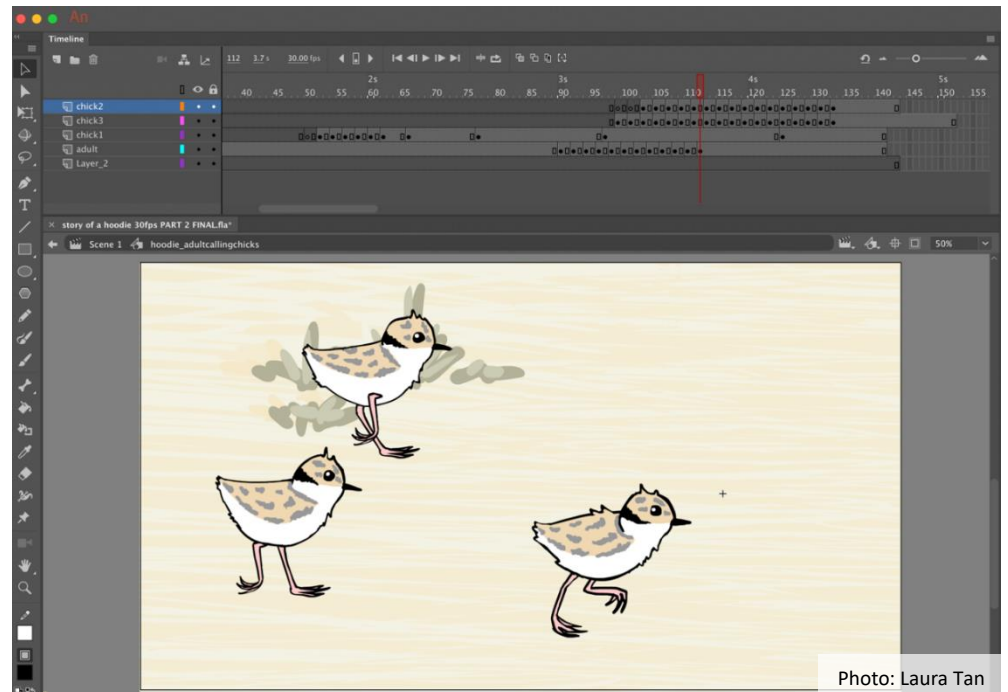 An
Timeline
112 1.7 s 30.00 fps
2s 3s 4s 5s
40 45 50 55 60 65 70 75 80 85 90 95 100 105 110 115 120 125 130 135 140 145 150 155
chick2
chick3
chick1
adult
Layer_2
× story of a hoodie 30fps PART 2 FINAL.fla*
Scene 1 hoodie_adultcallingchicks 50%
T
Photo: Laura Tan